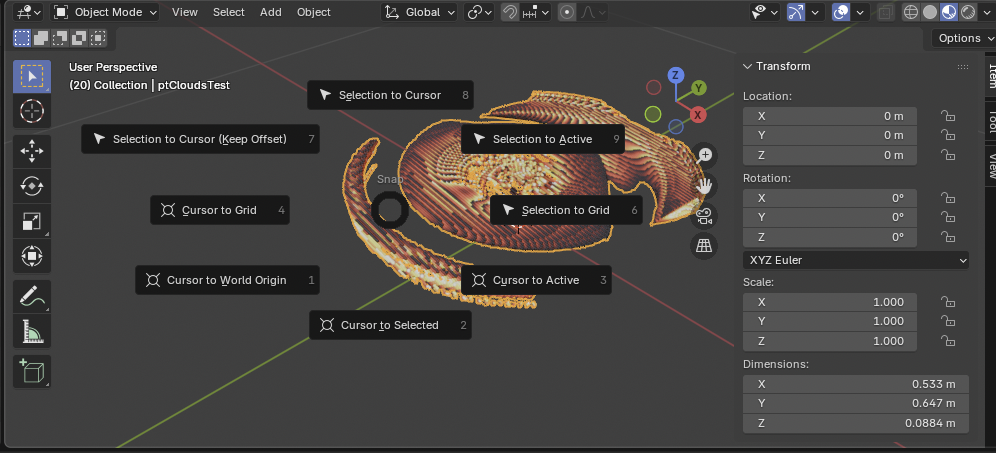 Object Mode View Select Add Object Global
Options
User Perspective
(20) Collection | ptCloudsTest
Selection to Cursor 8
Selection to Cursor (Keep Offset) 7
Selection to Active 9
Snap
Cursor to Grid 4
Selection to Grid 6
Cursor to World Origin 1
Cursor to Active 3
Cursor to Selected 2
Z
Y
X
Transform
Location:
X 0 m
Y 0 m
Z 0 m
Rotation:
X 0°
Y 0°
Z 0°
XYZ Euler
Scale:
X 1.000
Y 1.000
Z 1.000
Dimensions:
X 0.533 m
Y 0.647 m
Z 0.0884 m
Item
Tool
View